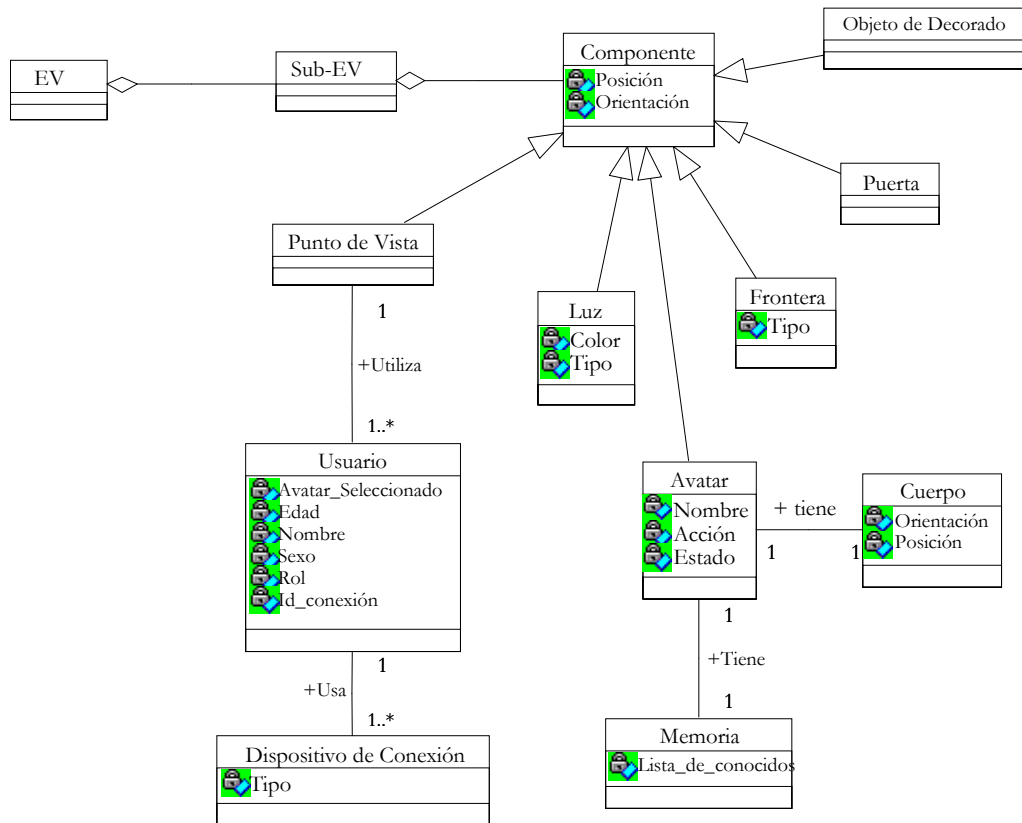 Objeto de Decorado
EV
Sub-EV
Componente
Posición
Orientación
Puerta
Punto de Vista
1
+Utiliza
1..*
Luz
Color
Tipo
Frontera
Tipo
Usuario
Avatar_Seleccionado
Edad
Nombre
Sexo
Rol
Id_conexión
Avatar
Nombre
Acción
Estado
+ tiene
1
1
Cuerpo
Orientación
Posición
1
+Tiene
1
1
+Usa
1..*
Dispositivo de Conexión
Tipo
Memoria
Lista_de_conocidos